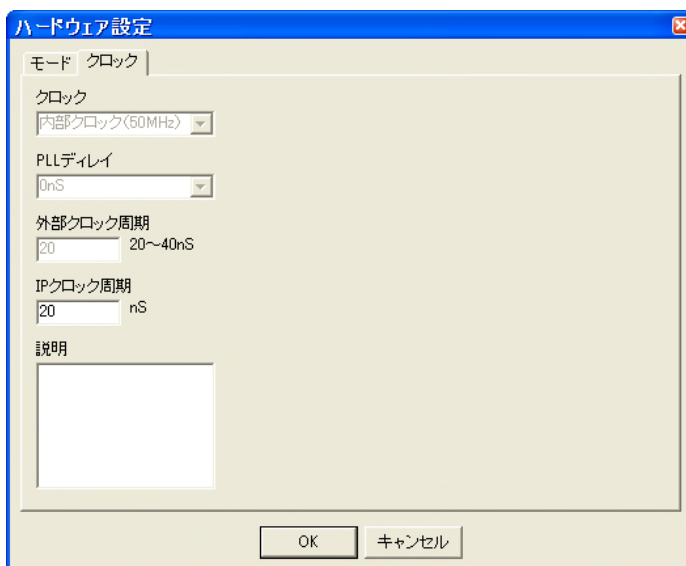 ハードウェア設定
モード クロック
クロック
内部クロック(50MHz)
PLLディレイ
0nS
外部クロック周期
20 20～40nS
IPクロック周期
20 nS
説明
OK キャンセル